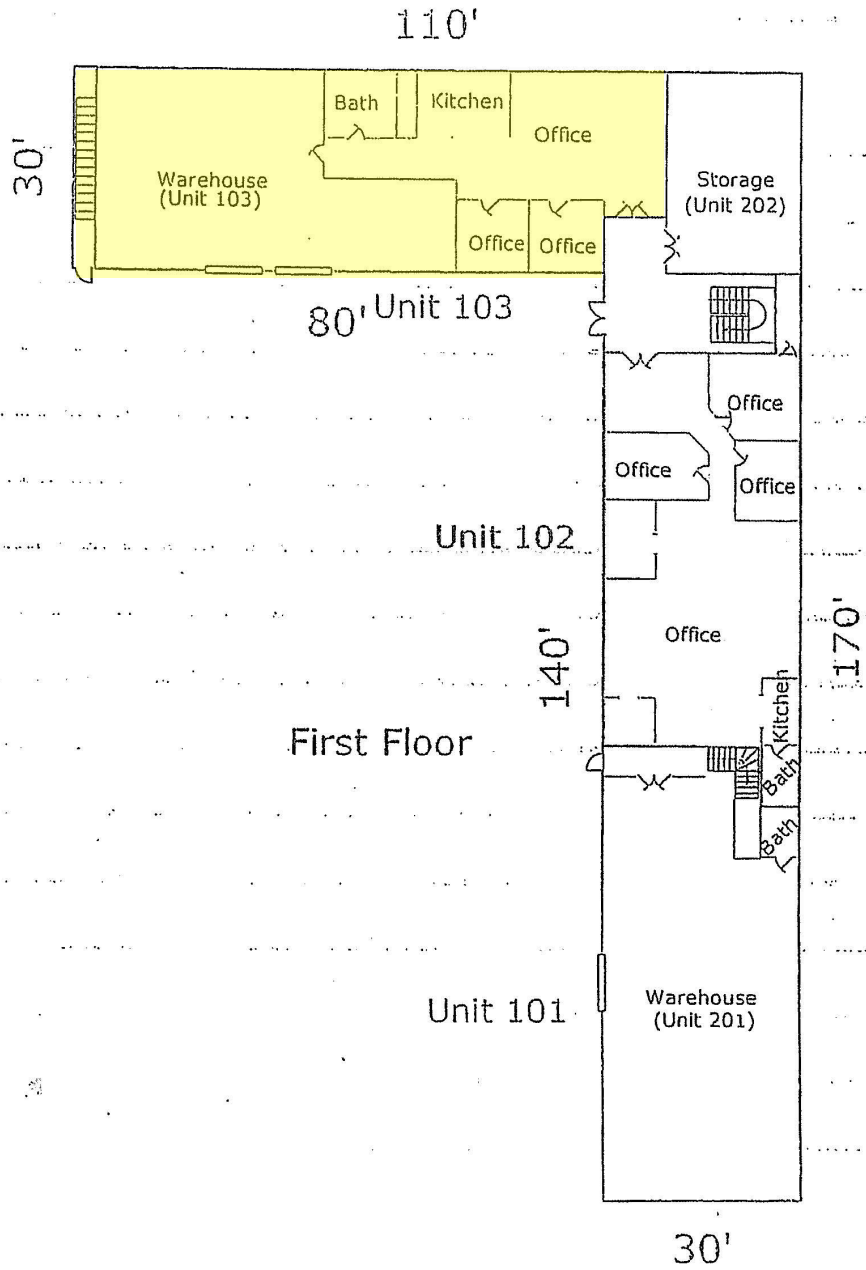 110'
30'
Bath
Kitchen
Office
Warehouse
(Unit 103)
Storage
(Unit 202)
Office
Office
80'
Unit 103
Office
Office
Office
Unit 102
Office
140'
170'
Kitchen
First Floor
Bath
Bath
Unit 101
Warehouse
(Unit 201)
30'